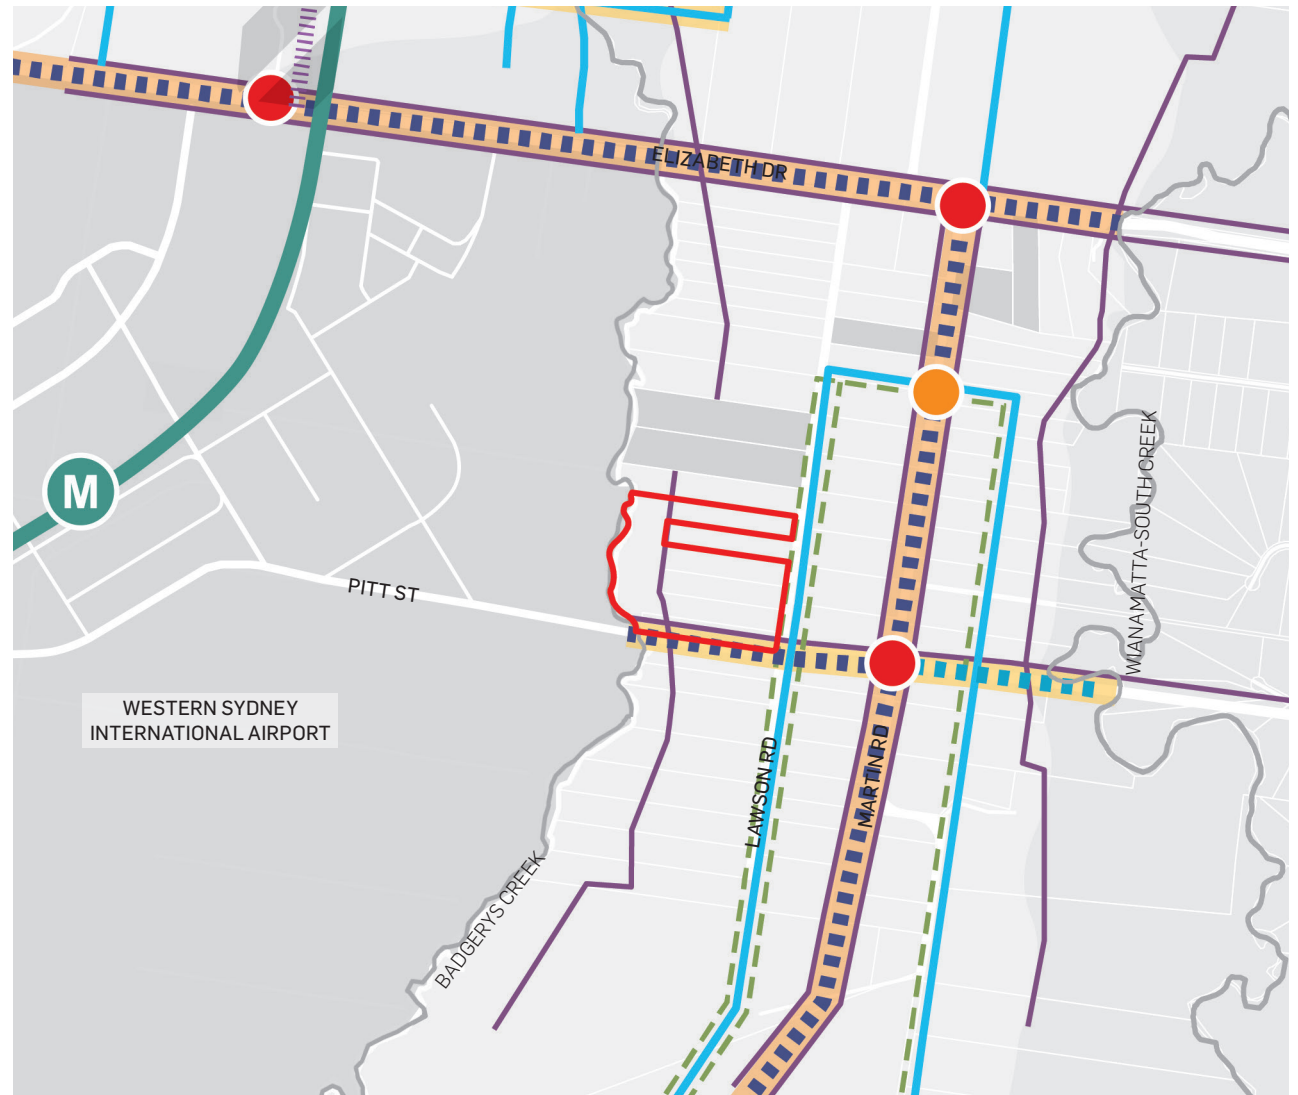 ELIZABETH DR
M
WIANAMATTA-SOUTH CREEK
PITT ST
WESTERN SYDNEY
INTERNATIONAL AIRPORT
LAWSON RD
MARTIN RD
BADGERYS CREEK